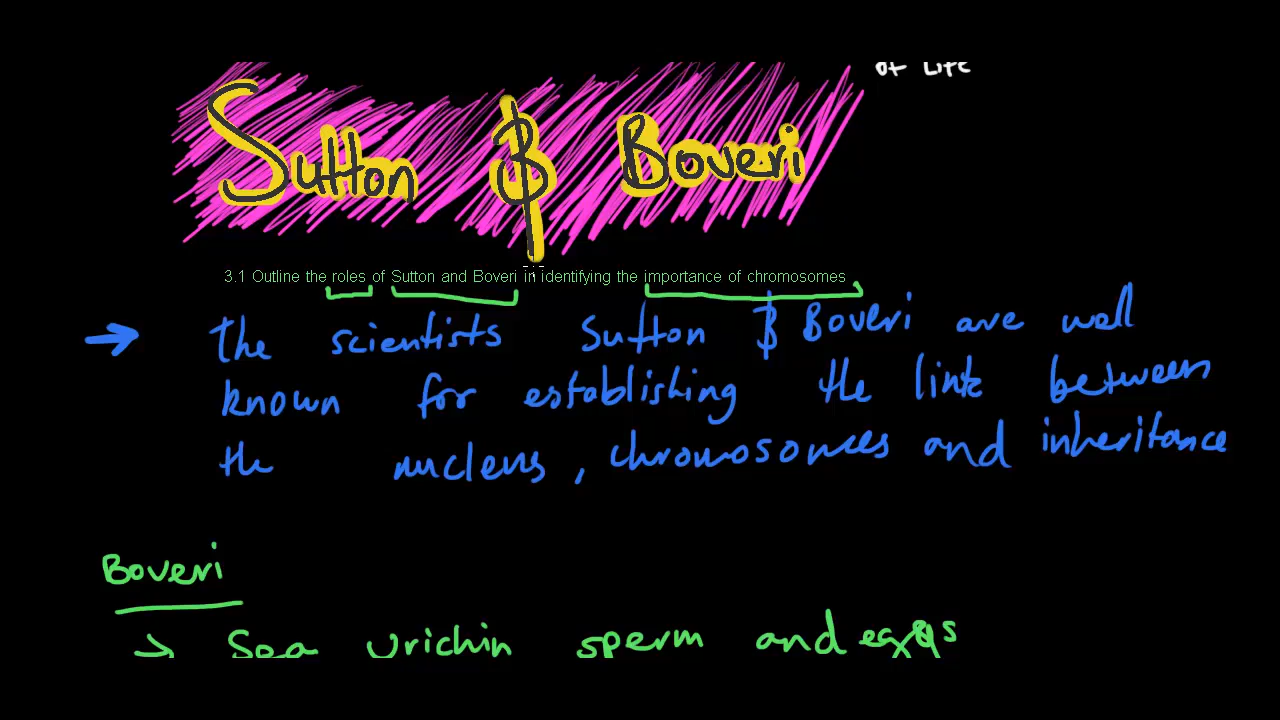 of Life
Sutton & Boveri
3.1 Outline the roles of Sutton and Boveri in identifying the importance of chromosomes
→ the scientists Sutton & Boveri are well
known for establishing the link between
the nucleus, chromosomes and inheritance
Boveri
→ Sea urichin sperm and eggs